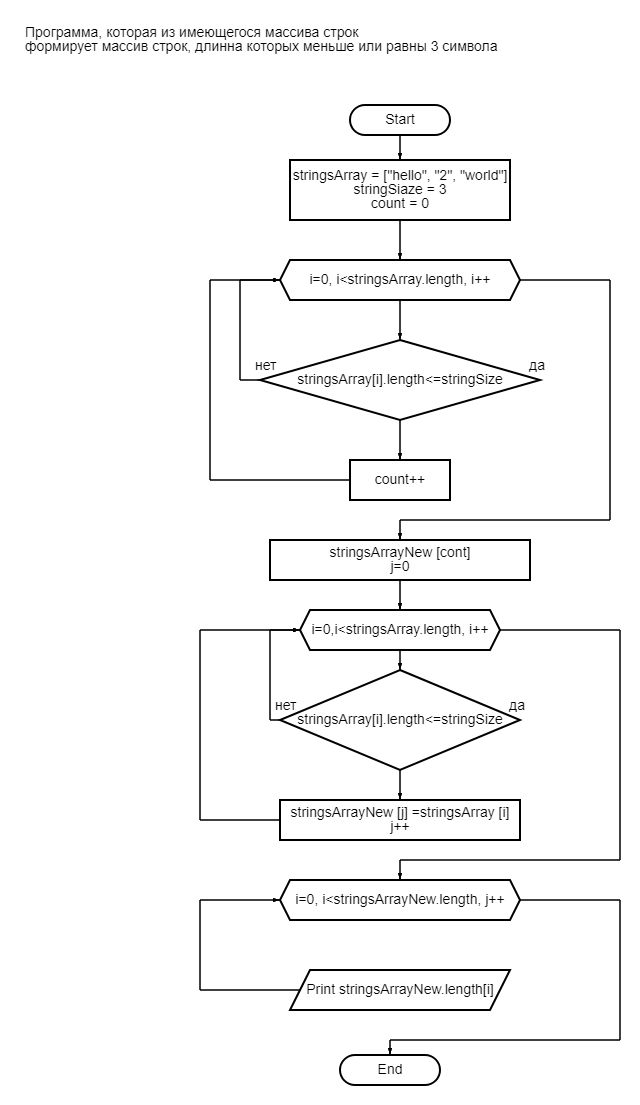 Программа, которая из имеющегося массива строк
формирует массив строк, длинна которых меньше или равны 3 символа
Start
stringsArray = ["hello", "2", "world"]
stringSiaze = 3
count = 0
i=0, i<stringsArray.length, i++
нет
да
stringsArray[i].length<=stringSize
count++
stringsArrayNew [cont]
j=0
i=0,i<stringsArray.length, i++
нет
да
stringsArray[i].length<=stringSize
stringsArrayNew [j] =stringsArray [i]
j++
i=0, i<stringsArrayNew.length, j++
Print stringsArrayNew.length[i]
End